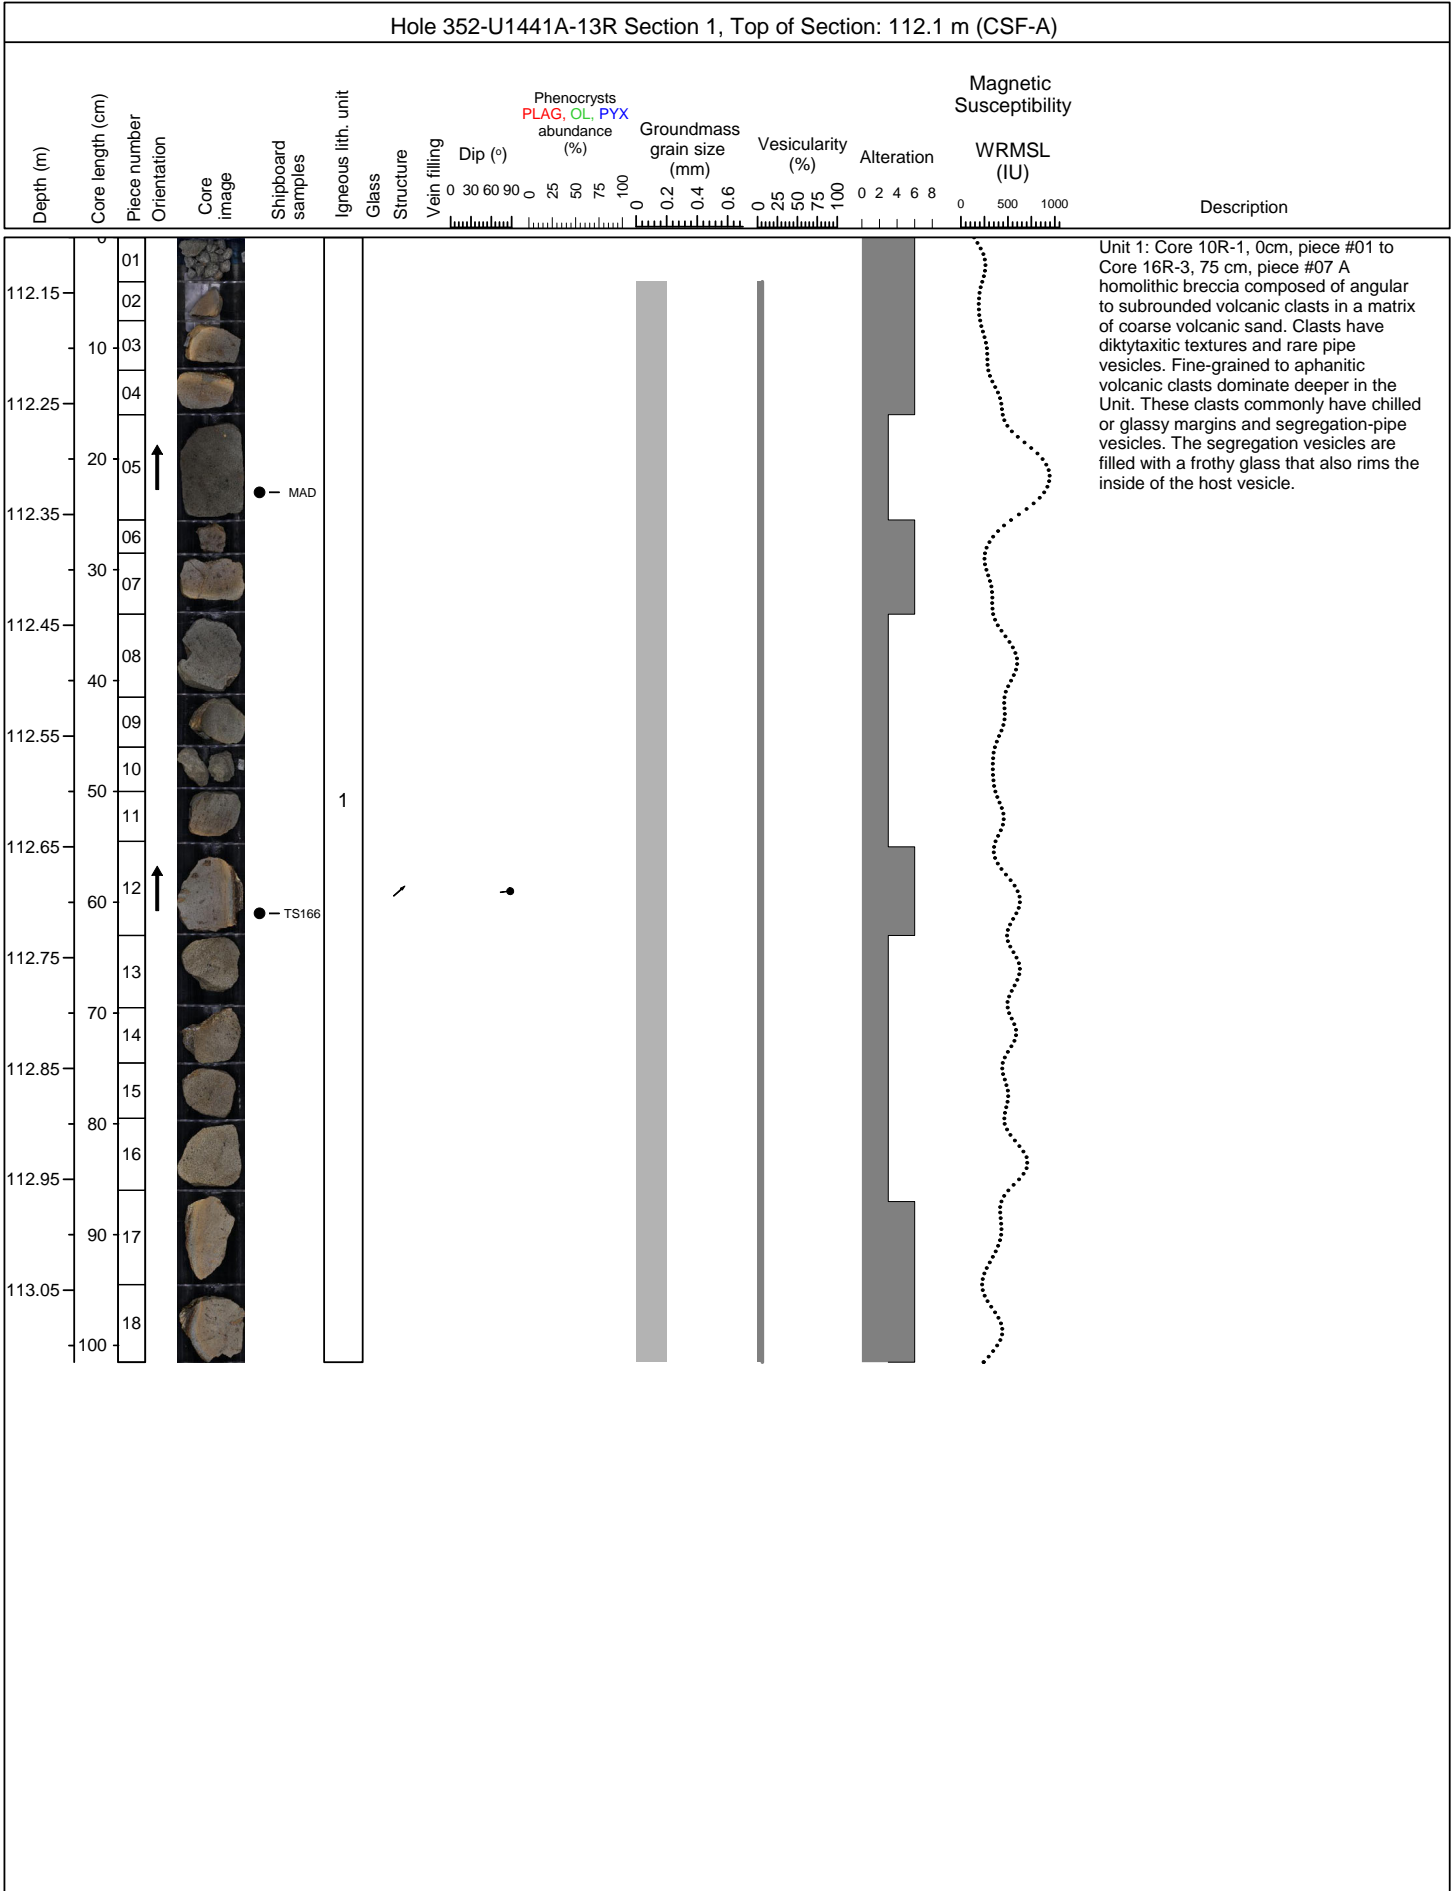 Hole 352-U1441A-13R Section 1, Top of Section: 112.1 m (CSF-A)
Depth (m)
Core length (cm)
Piece number
Orientation
Core
image
Shipboard
samples
Igneous lith. unit
Glass
Structure
Vein filling
Dip (o)
0 30 60 90
Phenocrysts
PLAG, OL, PYX
abundance
(%)
0 25 50 75 100
Groundmass
grain size
(mm)
0 0.2 0.4 0.6
Vesicularity
(%)
0 25 50 75 100
Alteration
0 2 4 6 8
Magnetic
Susceptibility
WRMSL
(IU)
0 500 1000
Description
112.15
112.25
112.35
112.45
112.55
112.65
112.75
112.85
112.95
113.05
0
10
20
30
40
50
60
70
80
90
100
01
02
03
04
05
06
07
08
09
10
11
12
13
14
15
16
17
18
MAD
TS166
1
Unit 1: Core 10R-1, 0cm, piece #01 to
Core 16R-3, 75 cm, piece #07 A
homolithic breccia composed of angular
to subrounded volcanic clasts in a matrix
of coarse volcanic sand. Clasts have
diktytaxitic textures and rare pipe
vesicles. Fine-grained to aphanitic
volcanic clasts dominate deeper in the
Unit. These clasts commonly have chilled
or glassy margins and segregation-pipe
vesicles. The segregation vesicles are
filled with a frothy glass that also rims the
inside of the host vesicle.